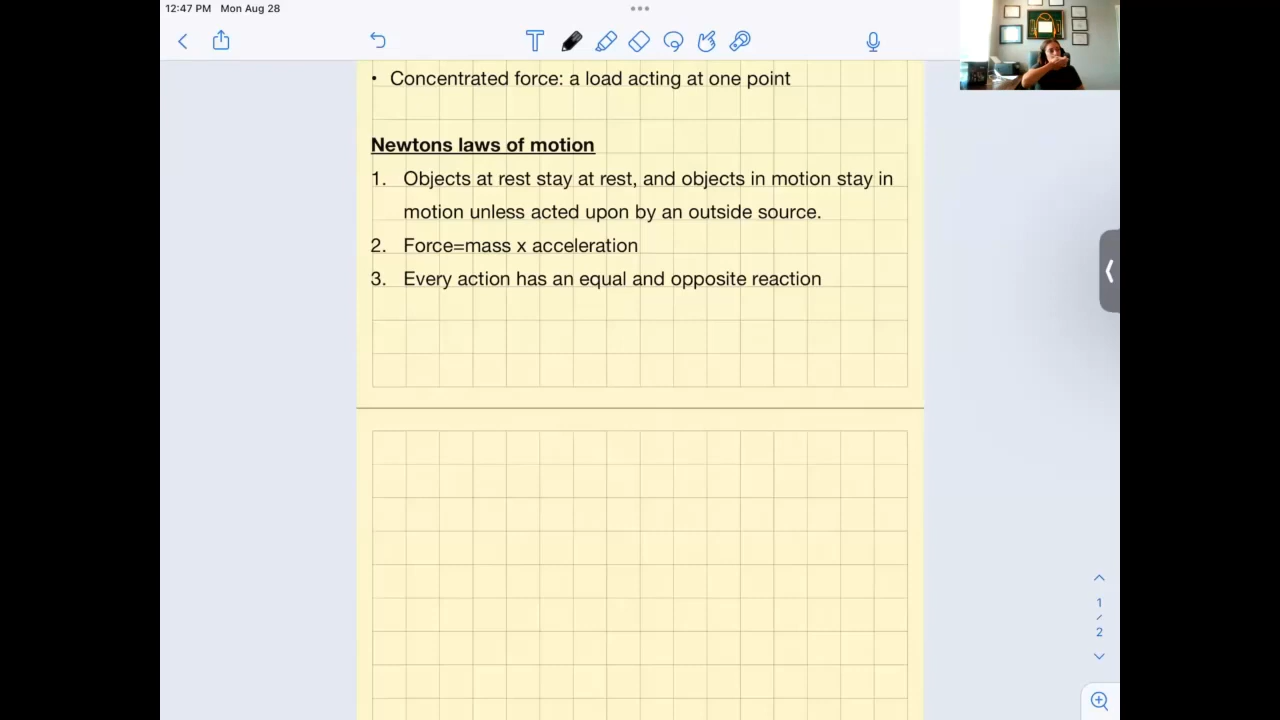 12:47 PM Mon Aug 28
• Concentrated force: a load acting at one point
Newtons laws of motion
1. Objects at rest stay at rest, and objects in motion stay in
motion unless acted upon by an outside source.
2. Force=mass x acceleration
3. Every action has an equal and opposite reaction
1
/
2